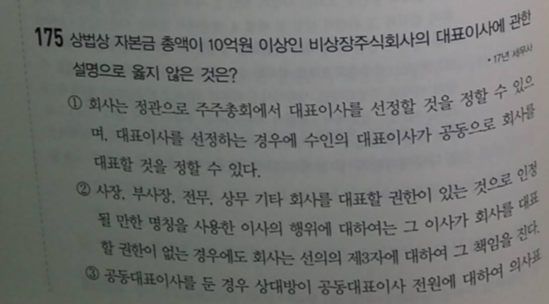 175 상법상 자본금 총액이 10억원 이상인 비상장주식회사의 대표이사에 관한
설명으로 옳지 않은 것은?
• 17년 세무사
① 회사는 정관으로 주주총회에서 대표이사를 선정할 것을 정할 수 있으
며, 대표이사를 선정하는 경우에 수인의 대표이사가 공동으로 회사를
대표할 것을 정할 수 있다.
② 사장, 부사장, 전무, 상무 기타 회사를 대표할 권한이 있는 것으로 인정
될 만한 명칭을 사용한 이사의 행위에 대하여는 그 이사가 회사를 대표
할 권한이 없는 경우에도 회사는 선의의 제3자에 대하여 그 책임을 진다.
③ 공동대표이사를 둔 경우 상대방이 공동대표이사 전원에 대하여 의사표